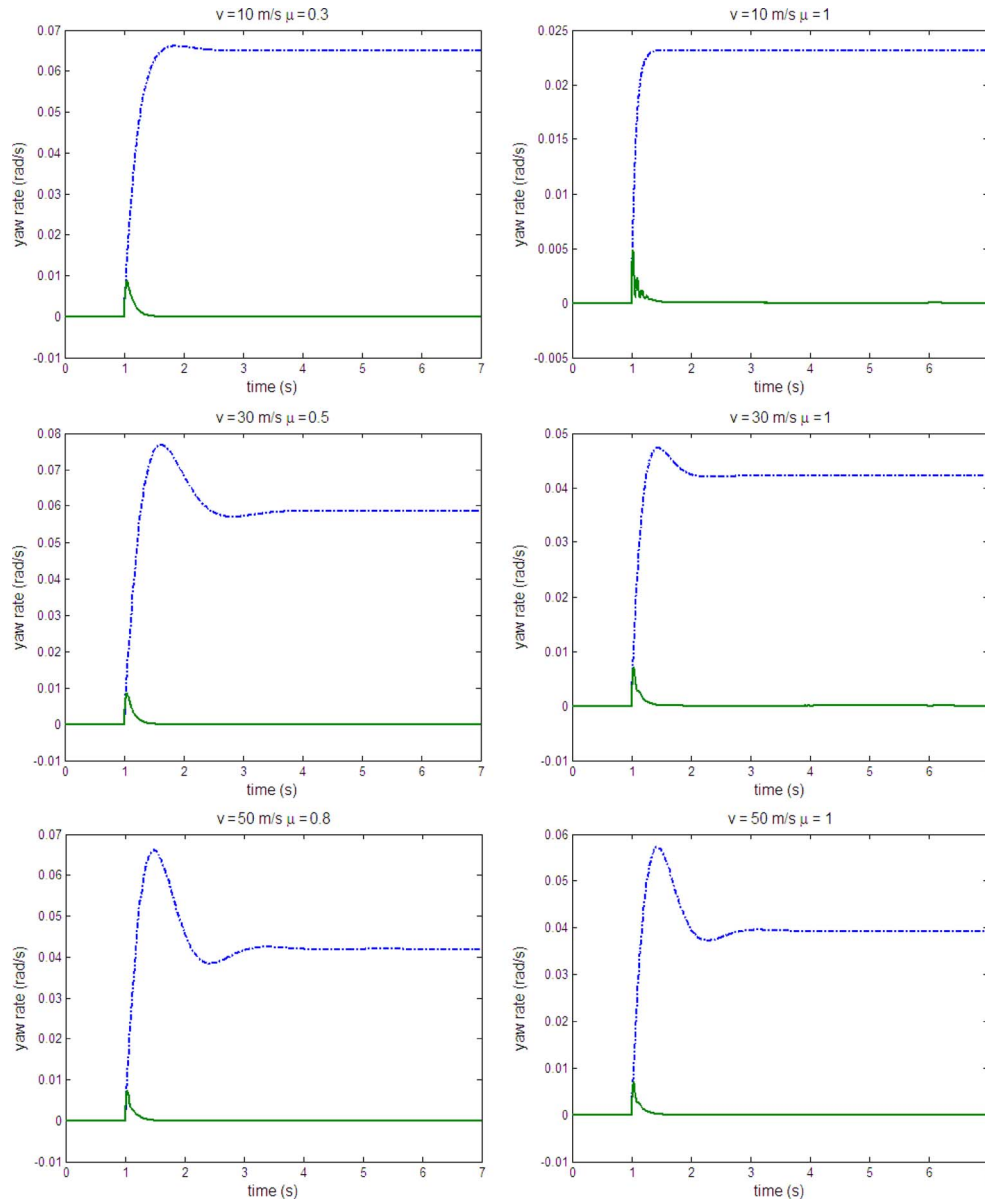 v = 10 m/s μ = 0.3
0.07
0.06
0.05
0.04
0.03
0.02
0.01
0
-0.01
yaw rate (rad/s)
0 1 2 3 4 5 6 7
time (s)
v = 10 m/s μ = 1
0.025
0.02
0.015
0.01
0.005
0
-0.005
yaw rate (rad/s)
0 1 2 3 4 5 6
time (s)
v = 30 m/s μ = 0.5
0.08
0.07
0.06
0.05
0.04
0.03
0.02
0.01
0
-0.01
yaw rate (rad/s)
0 1 2 3 4 5 6 7
time (s)
v = 30 m/s μ = 1
0.05
0.04
0.03
0.02
0.01
0
-0.01
yaw rate (rad/s)
0 1 2 3 4 5 6
time (s)
v = 50 m/s μ = 0.8
0.07
0.06
0.05
0.04
0.03
0.02
0.01
0
-0.01
yaw rate (rad/s)
0 1 2 3 4 5 6 7
time (s)
v = 50 m/s μ = 1
0.06
0.05
0.04
0.03
0.02
0.01
0
-0.01
yaw rate (rad/s)
0 1 2 3 4 5 6
time (s)